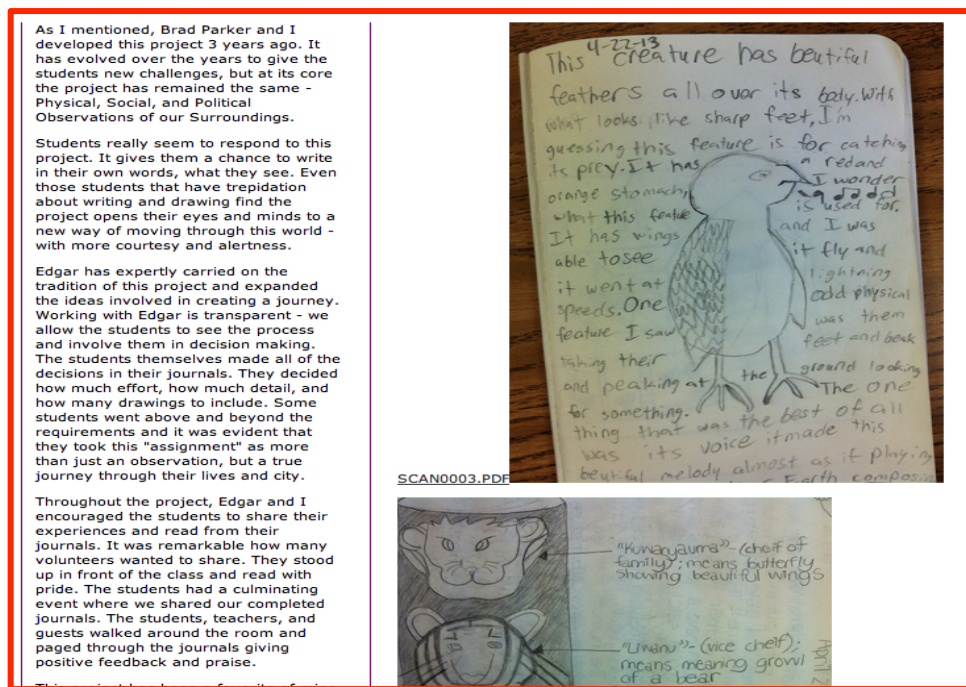 As I mentioned, Brad Parker and I
developed this project 3 years ago. It
has evolved over the years to give the
students new challenges, but at its core
the project has remained the same -
Physical, Social, and Political
Observations of our Surroundings.
Students really seem to respond to this
project. It gives them a chance to write
in their own words, what they see. Even
those students that have trepidation
about writing and drawing find the
project opens their eyes and minds to a
new way of moving through this world -
with more courtesy and alertness.
Edgar has expertly carried on the
tradition of this project and expanded
the ideas involved in creating a journey.
Working with Edgar is transparent - we
allow the students to see the process
and involve them in decision making.
The students themselves made all of the
decisions in their journals. They decided
how much effort, how much detail, and
how many drawings to include. Some
students went above and beyond the
requirements and it was evident that
they took this "assignment" as more
than just an observation, but a true
journey through their lives and city.
Throughout the project, Edgar and I
encouraged the students to share their
experiences and read from their
journals. It was remarkable how many
volunteers wanted to share. They stood
up in front of the class and read with
pride. The students had a culminating
event where we shared our completed
journals. The students, teachers, and
guests walked around the room and
paged through the journals giving
positive feedback and praise.
4-22-13
This creature has beutiful
feathers all over its body. With
what looks like sharp feet, I'm
guessing this feature is for catching
its prey. It has a red and
orange stomach, I wonder
what this featue is used for.
It has wings and I was
able to see it fly and
it went at lightning
speeds. One odd physical
feature I saw was them
taking their feet and beak
and peaking at the ground looking
for something. The one
thing that was the best of all
was its voice it made this
beutiful melody almost as if playing
Earth composing
SCAN0003.PDF
"Kuwanyauma"- (cheif of
family); means butterfly
showing beautiful wings
"Liwanu"- (vice cheif);
means meaning growl
of a bear
April 2